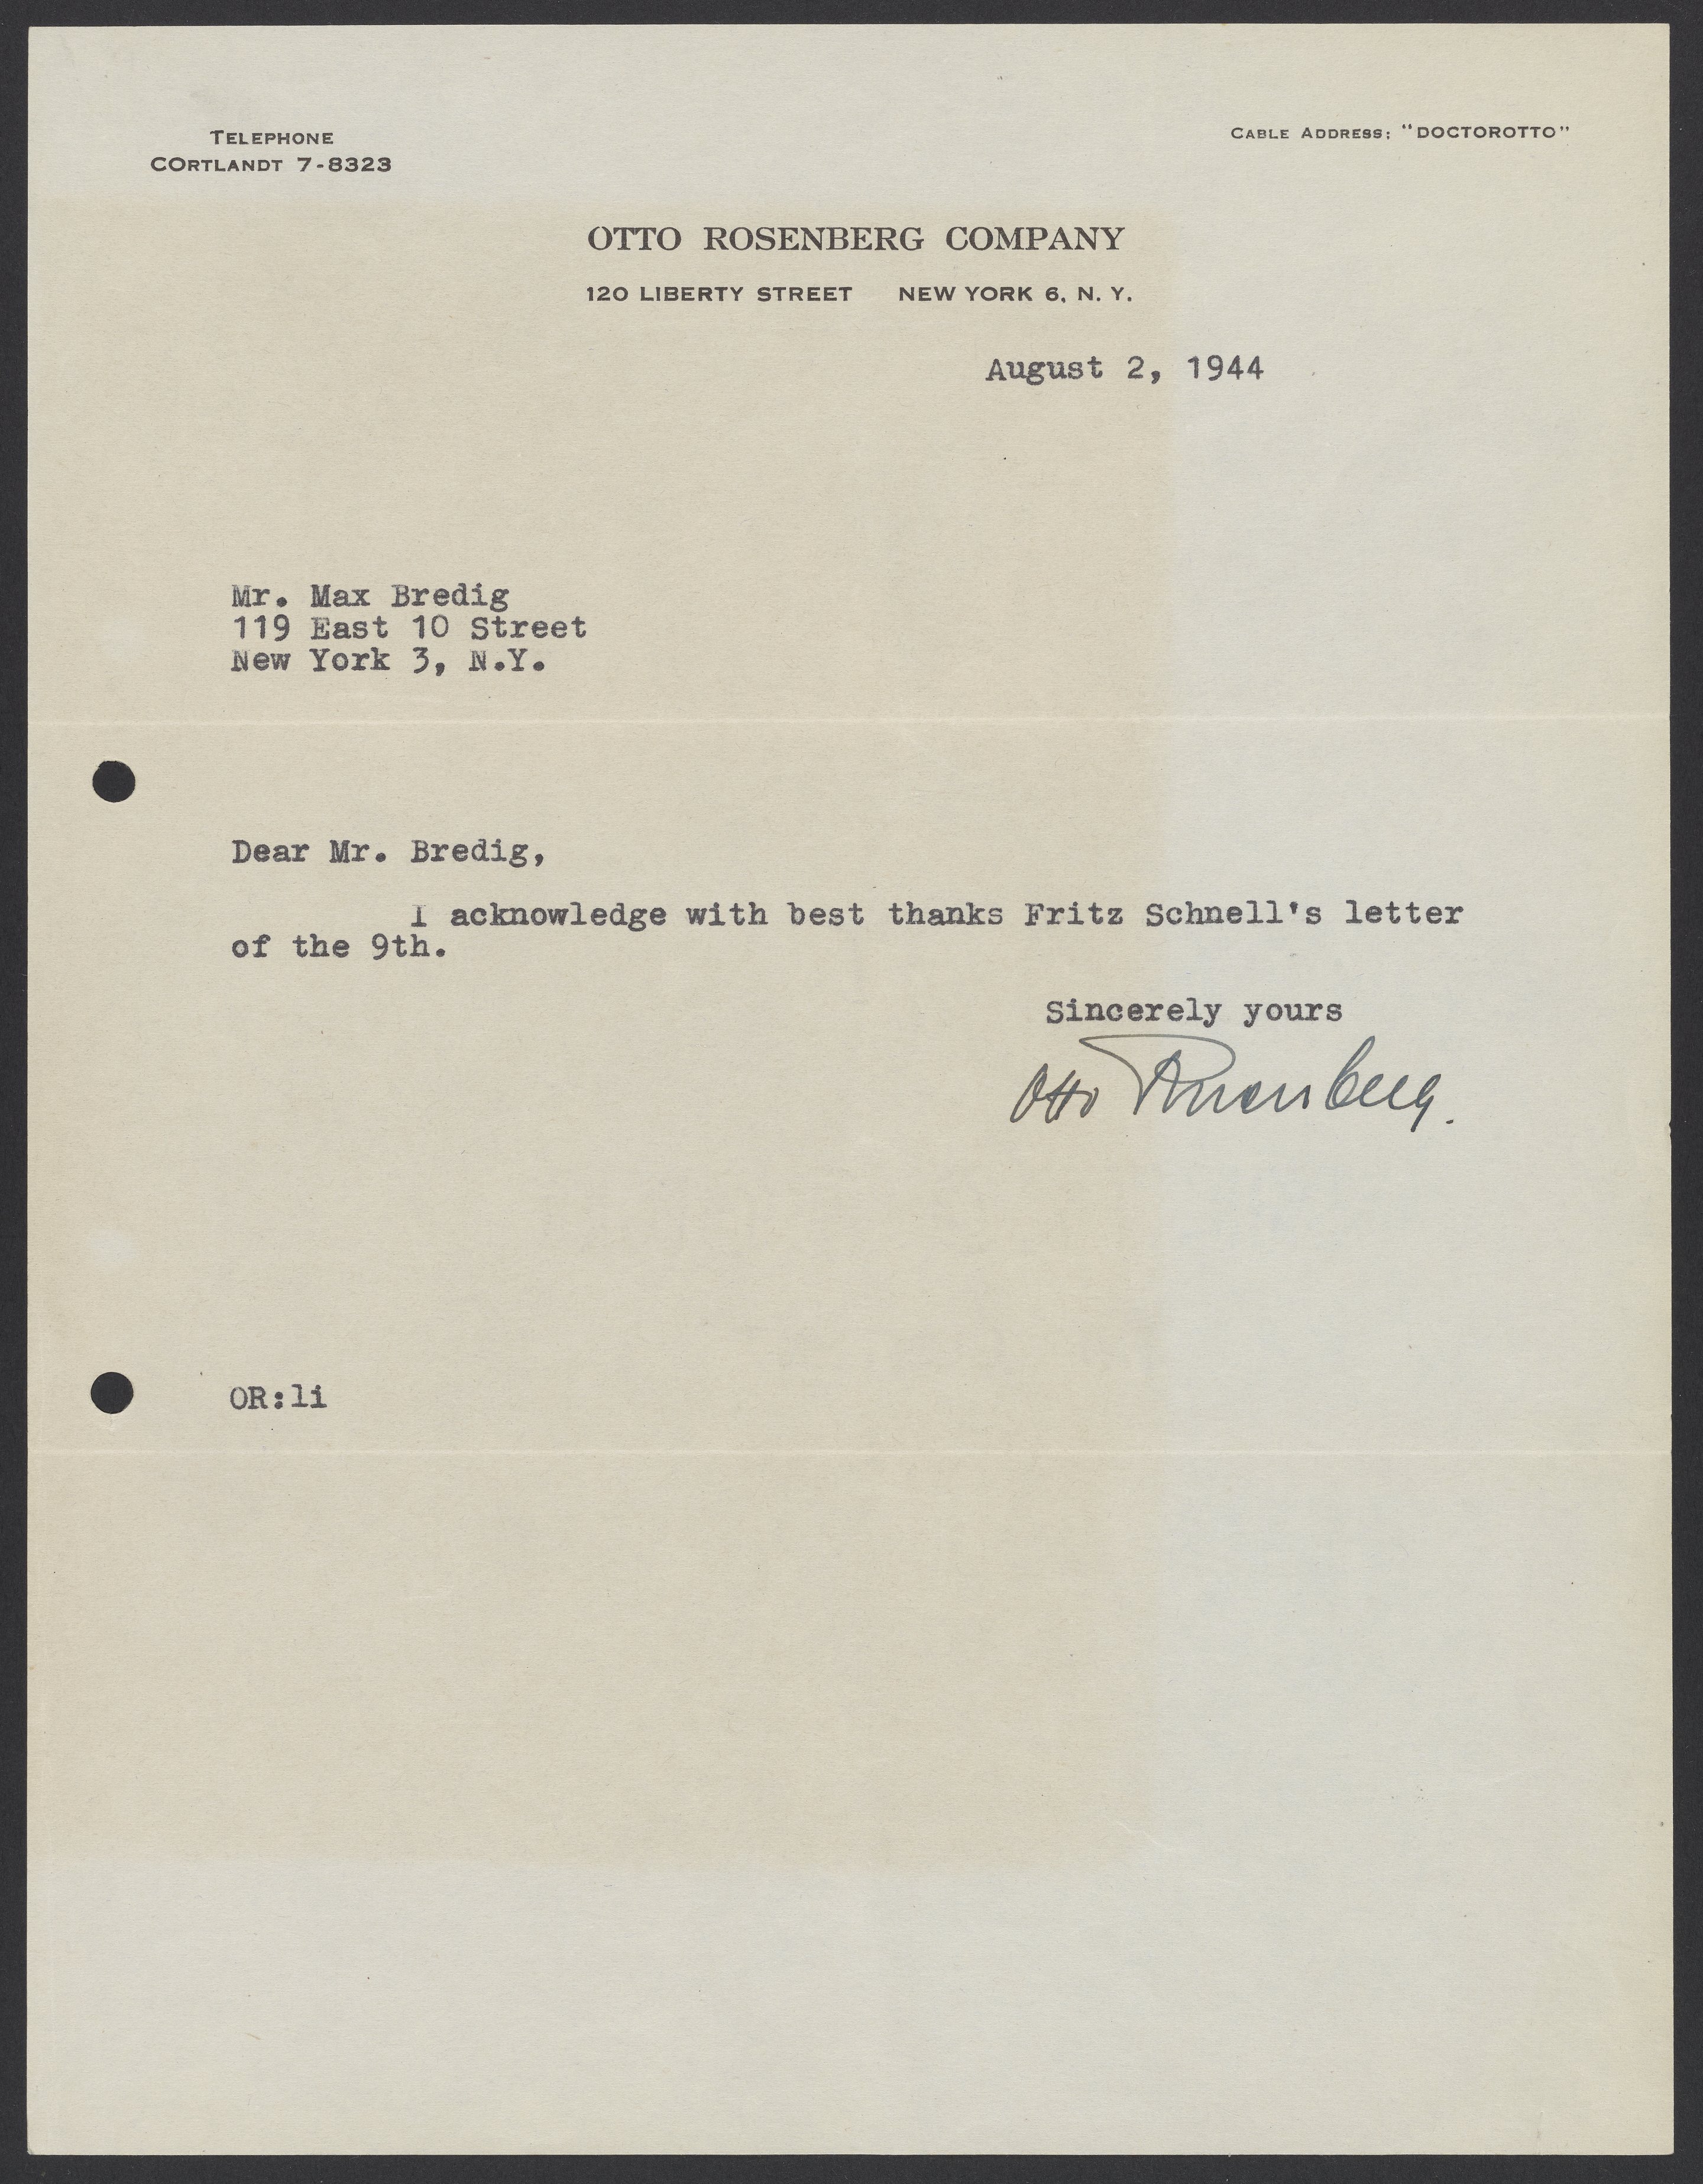 TELEPHONE
CORTLANDT 7-8323
CABLE ADDRESS: "DOCTOROTTO"
OTTO ROSENBERG COMPANY
120 LIBERTY STREET NEW YORK 6, N. Y.
August 2, 1944
Mr. Max Bredig
119 East 10 Street
New York 3, N.Y.
Dear Mr. Bredig,
I acknowledge with best thanks Fritz Schnell's letter
of the 9th.
Sincerely yours
Otto Rosenberg.
OR:li